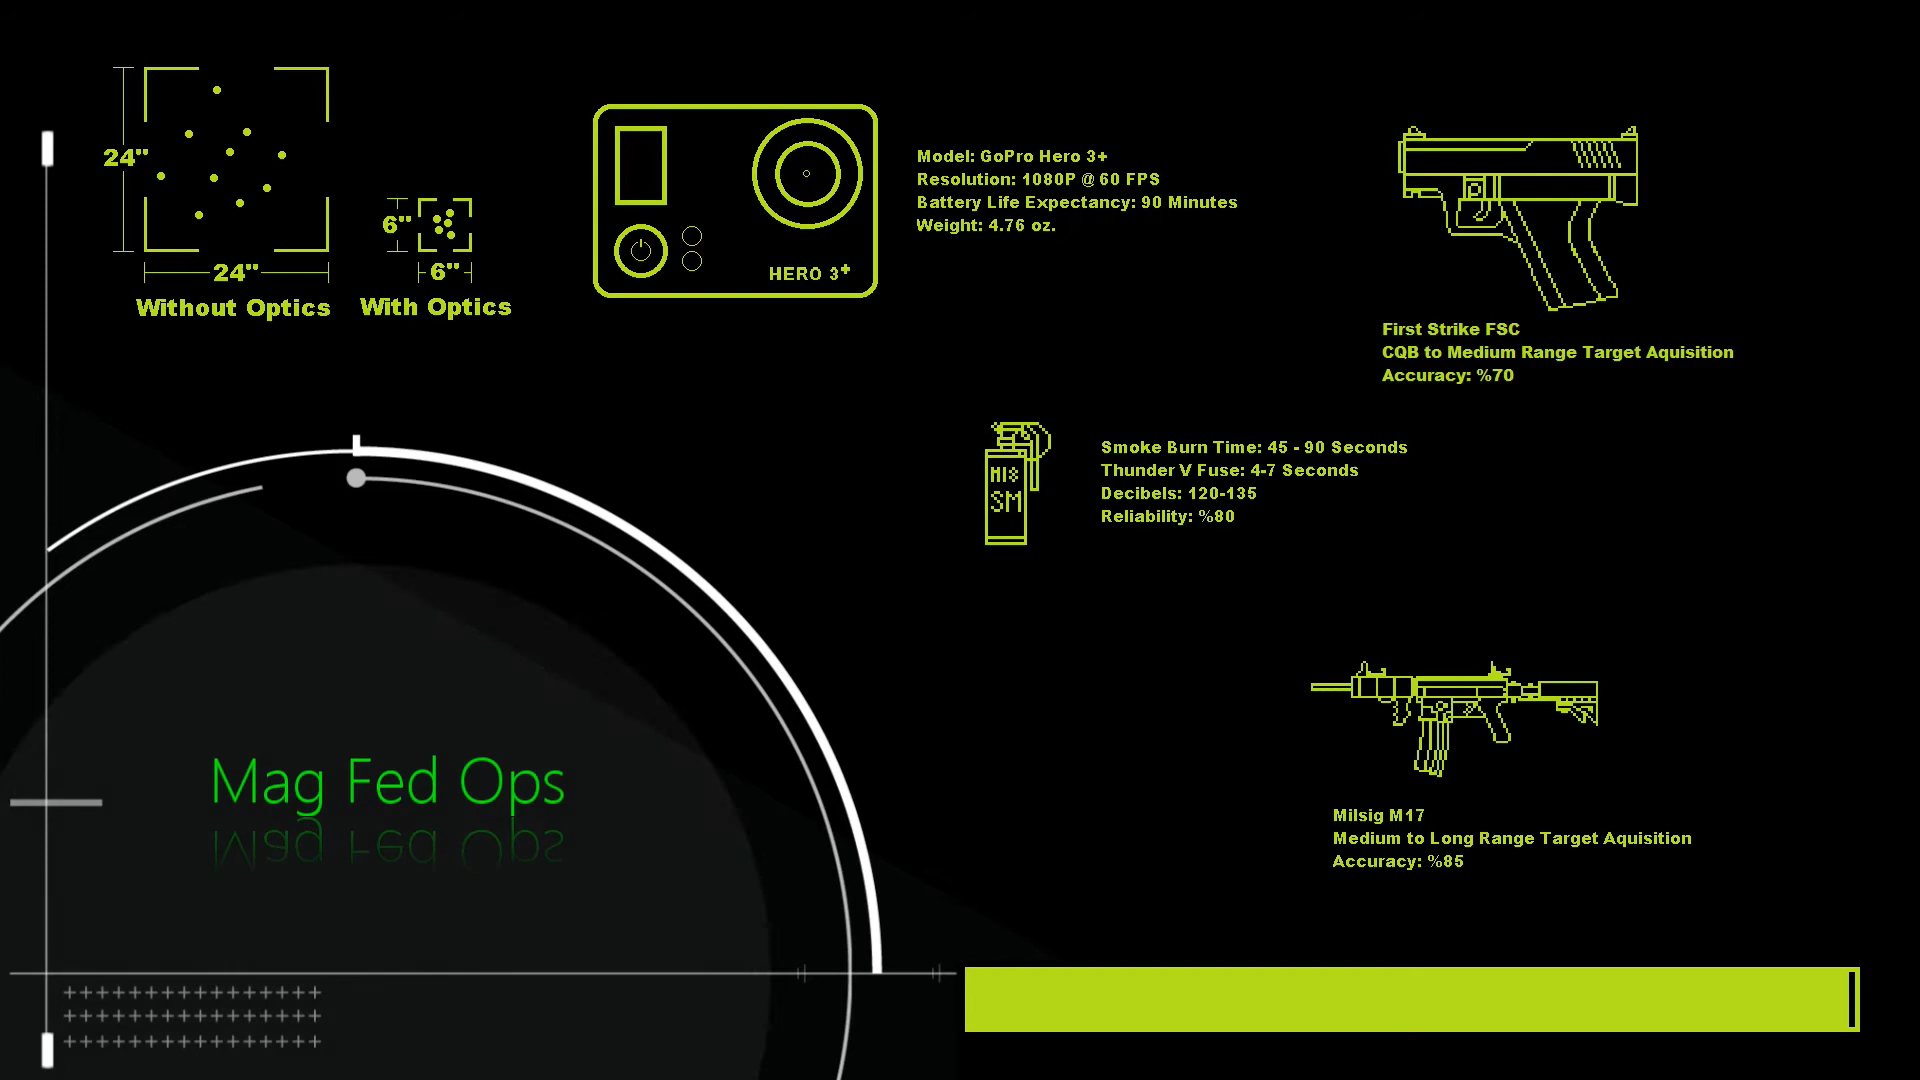 24"
24"
Without Optics
6"
6"
With Optics
HERO 3+
Model: GoPro Hero 3+
Resolution: 1080P @ 60 FPS
Battery Life Expectancy: 90 Minutes
Weight: 4.76 oz.
First Strike FSC
CQB to Medium Range Target Aquisition
Accuracy: %70
M18
SM
Smoke Burn Time: 45 - 90 Seconds
Thunder V Fuse: 4-7 Seconds
Decibels: 120-135
Reliability: %80
Mag Fed Ops
Milsig M17
Medium to Long Range Target Aquisition
Accuracy: %85